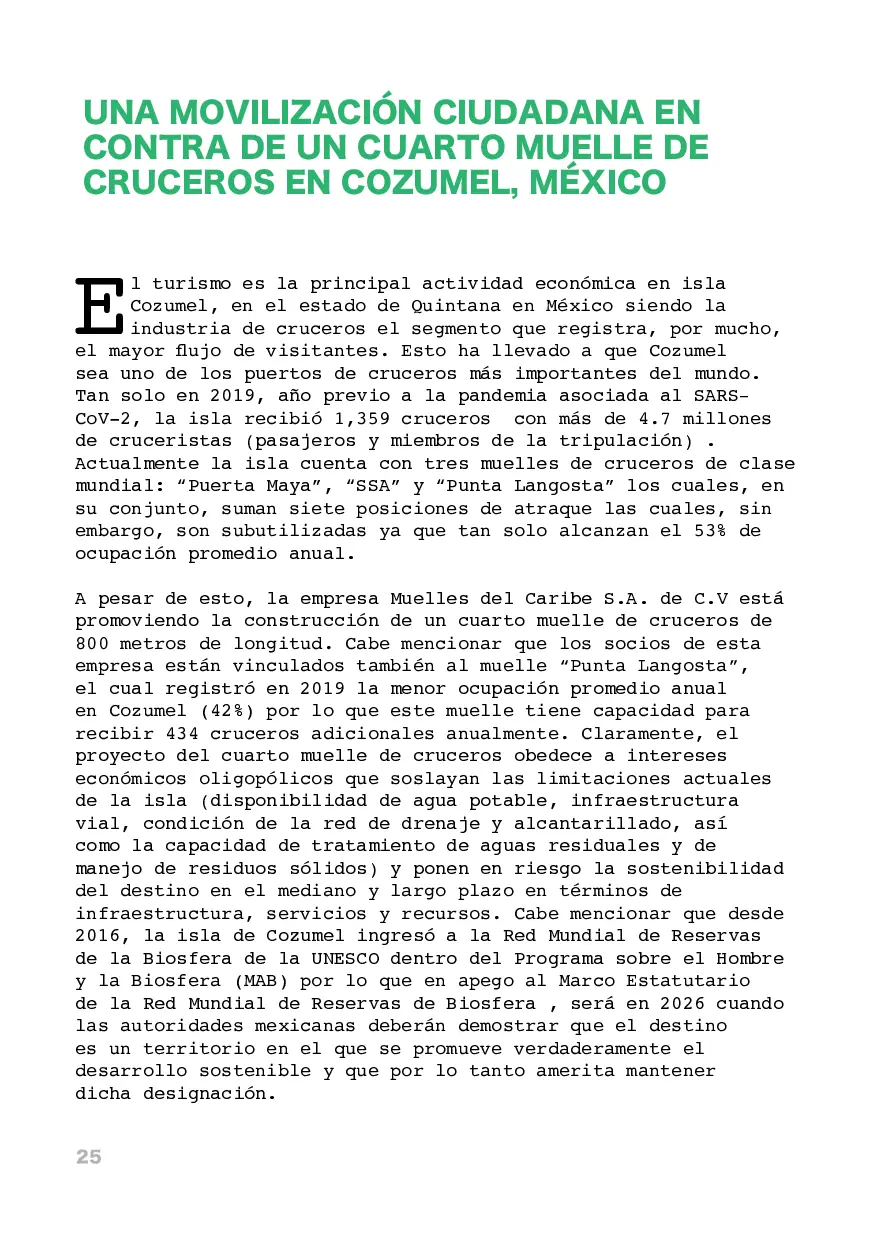 UNA MOVILIZACIÓN CIUDADANA EN
CONTRA DE UN CUARTO MUELLE DE
CRUCEROS EN COZUMEL, MÉXICO
El turismo es la principal actividad económica en isla
Cozumel, en el estado de Quintana en México siendo la
industria de cruceros el segmento que registra, por mucho,
el mayor flujo de visitantes. Esto ha llevado a que Cozumel
sea uno de los puertos de cruceros más importantes del mundo.
Tan solo en 2019, año previo a la pandemia asociada al SARS-
CoV-2, la isla recibió 1,359 cruceros  con más de 4.7 millones
de cruceristas (pasajeros y miembros de la tripulación) .
Actualmente la isla cuenta con tres muelles de cruceros de clase
mundial: “Puerta Maya”, “SSA” y “Punta Langosta” los cuales, en
su conjunto, suman siete posiciones de atraque las cuales, sin
embargo, son subutilizadas ya que tan solo alcanzan el 53% de
ocupación promedio anual.
A pesar de esto, la empresa Muelles del Caribe S.A. de C.V está
promoviendo la construcción de un cuarto muelle de cruceros de
800 metros de longitud. Cabe mencionar que los socios de esta
empresa están vinculados también al muelle “Punta Langosta”,
el cual registró en 2019 la menor ocupación promedio anual
en Cozumel (42%) por lo que este muelle tiene capacidad para
recibir 434 cruceros adicionales anualmente. Claramente, el
proyecto del cuarto muelle de cruceros obedece a intereses
económicos oligopólicos que soslayan las limitaciones actuales
de la isla (disponibilidad de agua potable, infraestructura
vial, condición de la red de drenaje y alcantarillado, así
como la capacidad de tratamiento de aguas residuales y de
manejo de residuos sólidos) y ponen en riesgo la sostenibilidad
del destino en el mediano y largo plazo en términos de
infraestructura, servicios y recursos. Cabe mencionar que desde
2016, la isla de Cozumel ingresó a la Red Mundial de Reservas
de la Biosfera de la UNESCO dentro del Programa sobre el Hombre
y la Biosfera (MAB) por lo que en apego al Marco Estatutario
de la Red Mundial de Reservas de Biosfera , será en 2026 cuando
las autoridades mexicanas deberán demostrar que el destino
es un territorio en el que se promueve verdaderamente el
desarrollo sostenible y que por lo tanto amerita mantener
dicha designación.
25